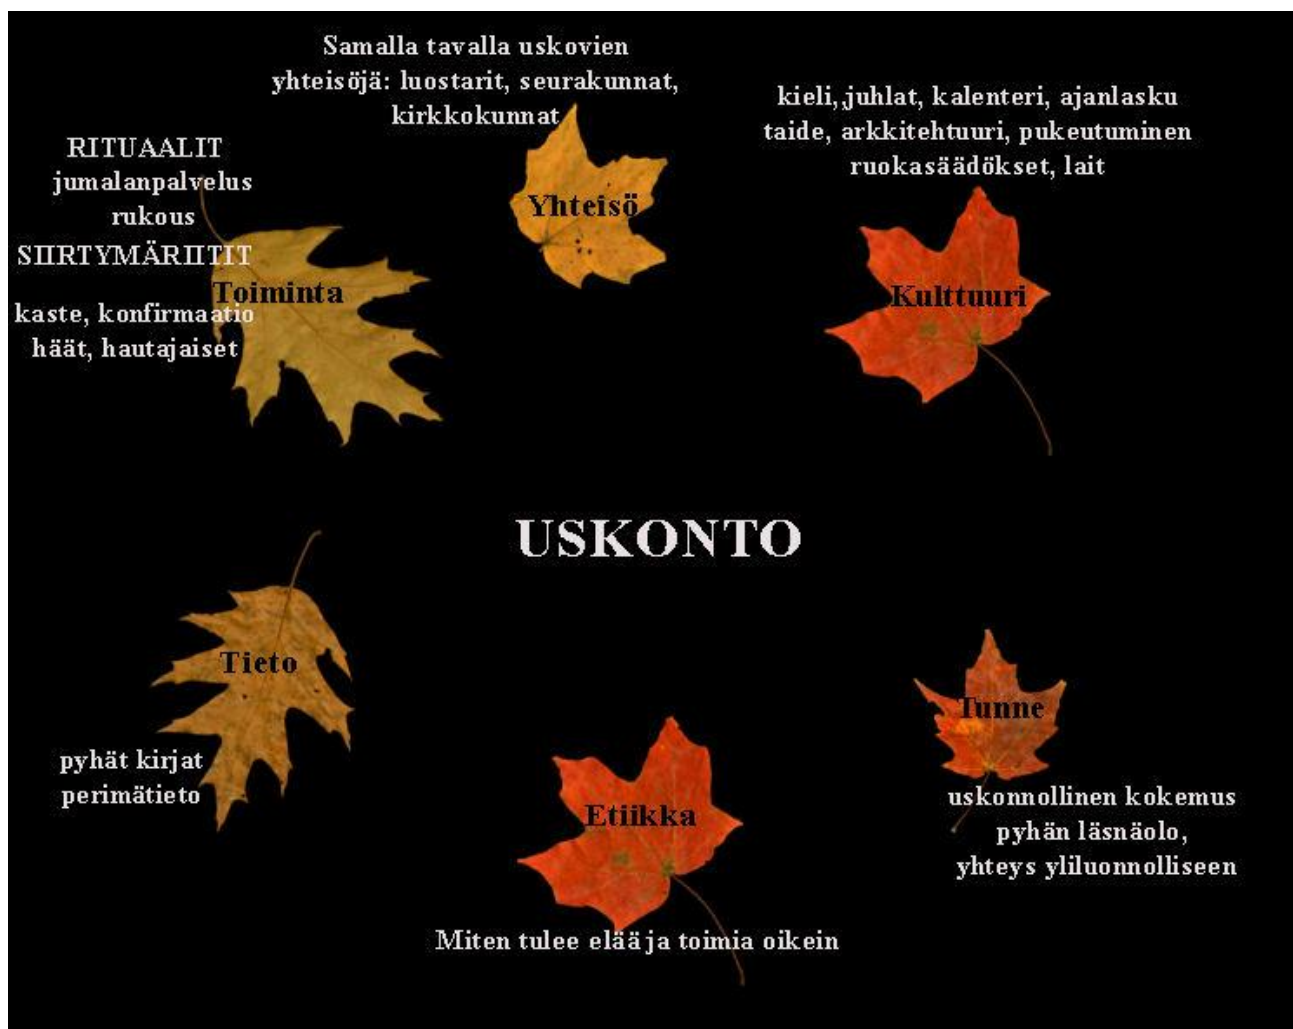 Samalla tavalla uskovien
yhteisöjä: luostarit, seurakunnat,
kirkkokunnat
Yhteisö
kieli, juhlat, kalenteri, ajanlasku
taide, arkkitehtuuri, pukeutuminen
ruokasäädökset, lait
Kulttuuri
RITUAALIT
jumalanpalvelus
rukous
SIIRTYMÄRIITIT
Toiminta
kaste, konfirmaatio
häät, hautajaiset
USKONTO
Tieto
pyhät kirjat
perimätieto
Etiikka
Miten tulee elää ja toimia oikein
Tunne
uskonnollinen kokemus
pyhän läsnäolo,
yhteys yliluonnolliseen